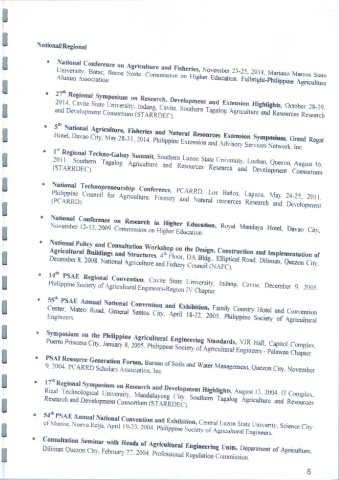 National/Regional
• National Conference on Agriculture and Fisheries, November 23-25, 2014, Mariano Marcos State
University, Batac, Ilocos Norte. Commission on Higher Education. Fulbright-Philippine Agriculture
Alumni Association
• 27th Regional Symposium on Research, Development and Extension Highlights, October 28-29,
2014, Cavite State University, Indang, Cavite. Southern Tagalog Agriculture and Resources Research
and Development Consortium (STARRDEC).
• 5th National Agriculture, Fisheries and Natural Resources Extension Symposium, Grand Regal
Hotel, Davao City, May 28-31, 2014. Philippine Extension and Advisory Services Network, Inc.
• 1st Regional Techno-Gabay Summit, Southern Luzon State University, Lucban, Quezon, August 16,
2011. Southern Tagalog Agriculture and Resources Research and Development Consortium
(STARRDEC).
• National Technopreneurship Conference, PCARRD, Los Baños, Laguna, May 24-25, 2011.
Philippine Council for Agriculture, Forestry and Natural resources Research and Development
(PCARRD).
• National Conference on Research in Higher Education, Royal Mandaya Hotel, Davao City,
November 12-13, 2009. Commission on Higher Education
• National Policy and Consultation Workshop on the Design, Construction and Implementation of
Agricultural Buildings and Structures, 4th Floor, DA Bldg., Elliptical Road, Diliman, Quezon City,
December 8, 2008. National Agriculture and Fishery Council (NAFC).
• 14th PSAE Regional Convention, Cavite State University, Indang, Cavite, December 9, 2005.
Philippine Society of Agricultural Engineers-Region IV Chapter.
• 55th PSAE Annual National Convention and Exhibition, Family Country Hotel and Convention
Center, Mateo Road, General Santos City, April 18-22, 2005. Philippine Society of Agricultural
Engineers
• Symposium on the Philippine Agricultural Engineering Standards, VJR Hall, Capitol Complex,
Puerto Princesa City, January 8, 2005. Philippine Society of Agricultural Engineers - Palawan Chapter.
• PSAI Resource Generation Forum, Bureau of Soils and Water Management, Quezon City, November
9, 2004. PCARRD Scholars Association, Inc.
• 17th Regional Symposium on Research and Development Highlights, August 13, 2004. IT Complex,
Rizal Technological University, Mandaluyong City. Southern Tagalog Agriculture and Resources
Research and Development Consortium (STARRDEC).
• 54th PSAE Annual National Convention and Exhibition, Central Luzon State University, Science City
of Munoz, Nueva Ecija, April 19-23, 2004. Philippine Society of Agricultural Engineers.
• Consultation Seminar with Heads of Agricultural Engineering Units, Department of Agriculture,
Diliman Quezon City, February 27, 2004. Professional Regulation Commission.
6